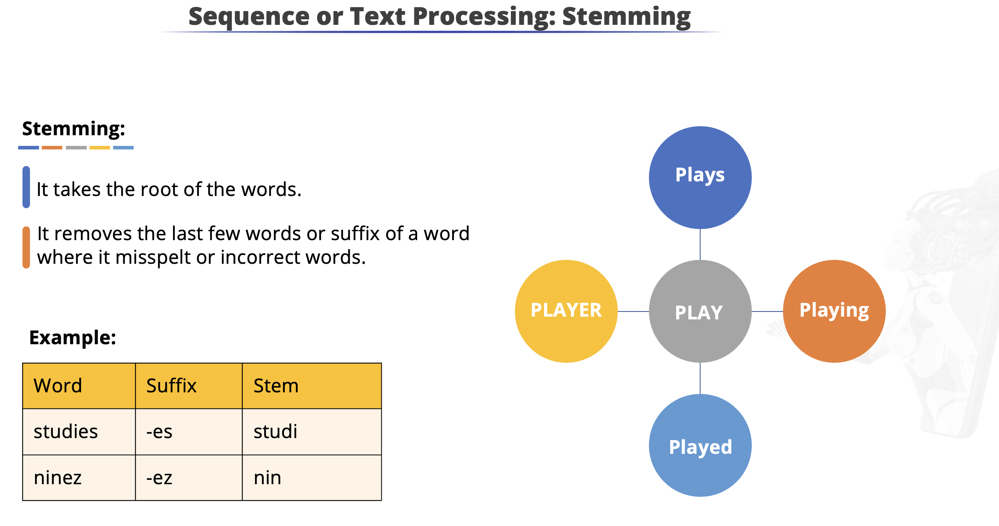 Sequence or Text Processing: Stemming
Stemming:
It takes the root of the words.
It removes the last few words or suffix of a word
where it misspelt or incorrect words.
Example:
Word Suffix Stem
studies -es studi
ninez -ez nin
Plays
PLAYER PLAY Playing
Played